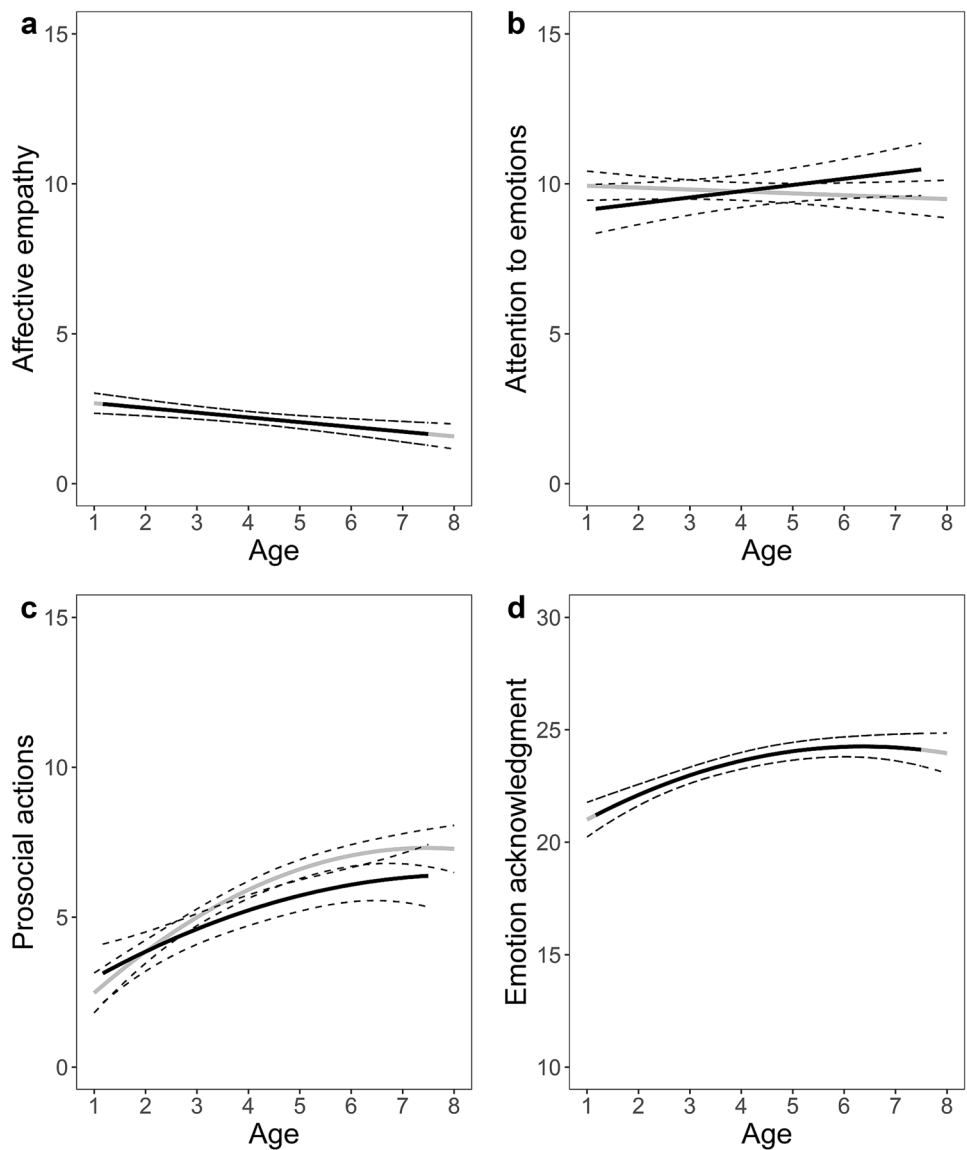 a
15
10
5
0
Affective empathy
1 2 3 4 5 6 7 8
Age
b
15
10
5
0
Attention to emotions
1 2 3 4 5 6 7 8
Age
c
15
10
5
0
Prosocial actions
1 2 3 4 5 6 7 8
Age
d
30
25
20
15
10
Emotion acknowledgment
1 2 3 4 5 6 7 8
Age